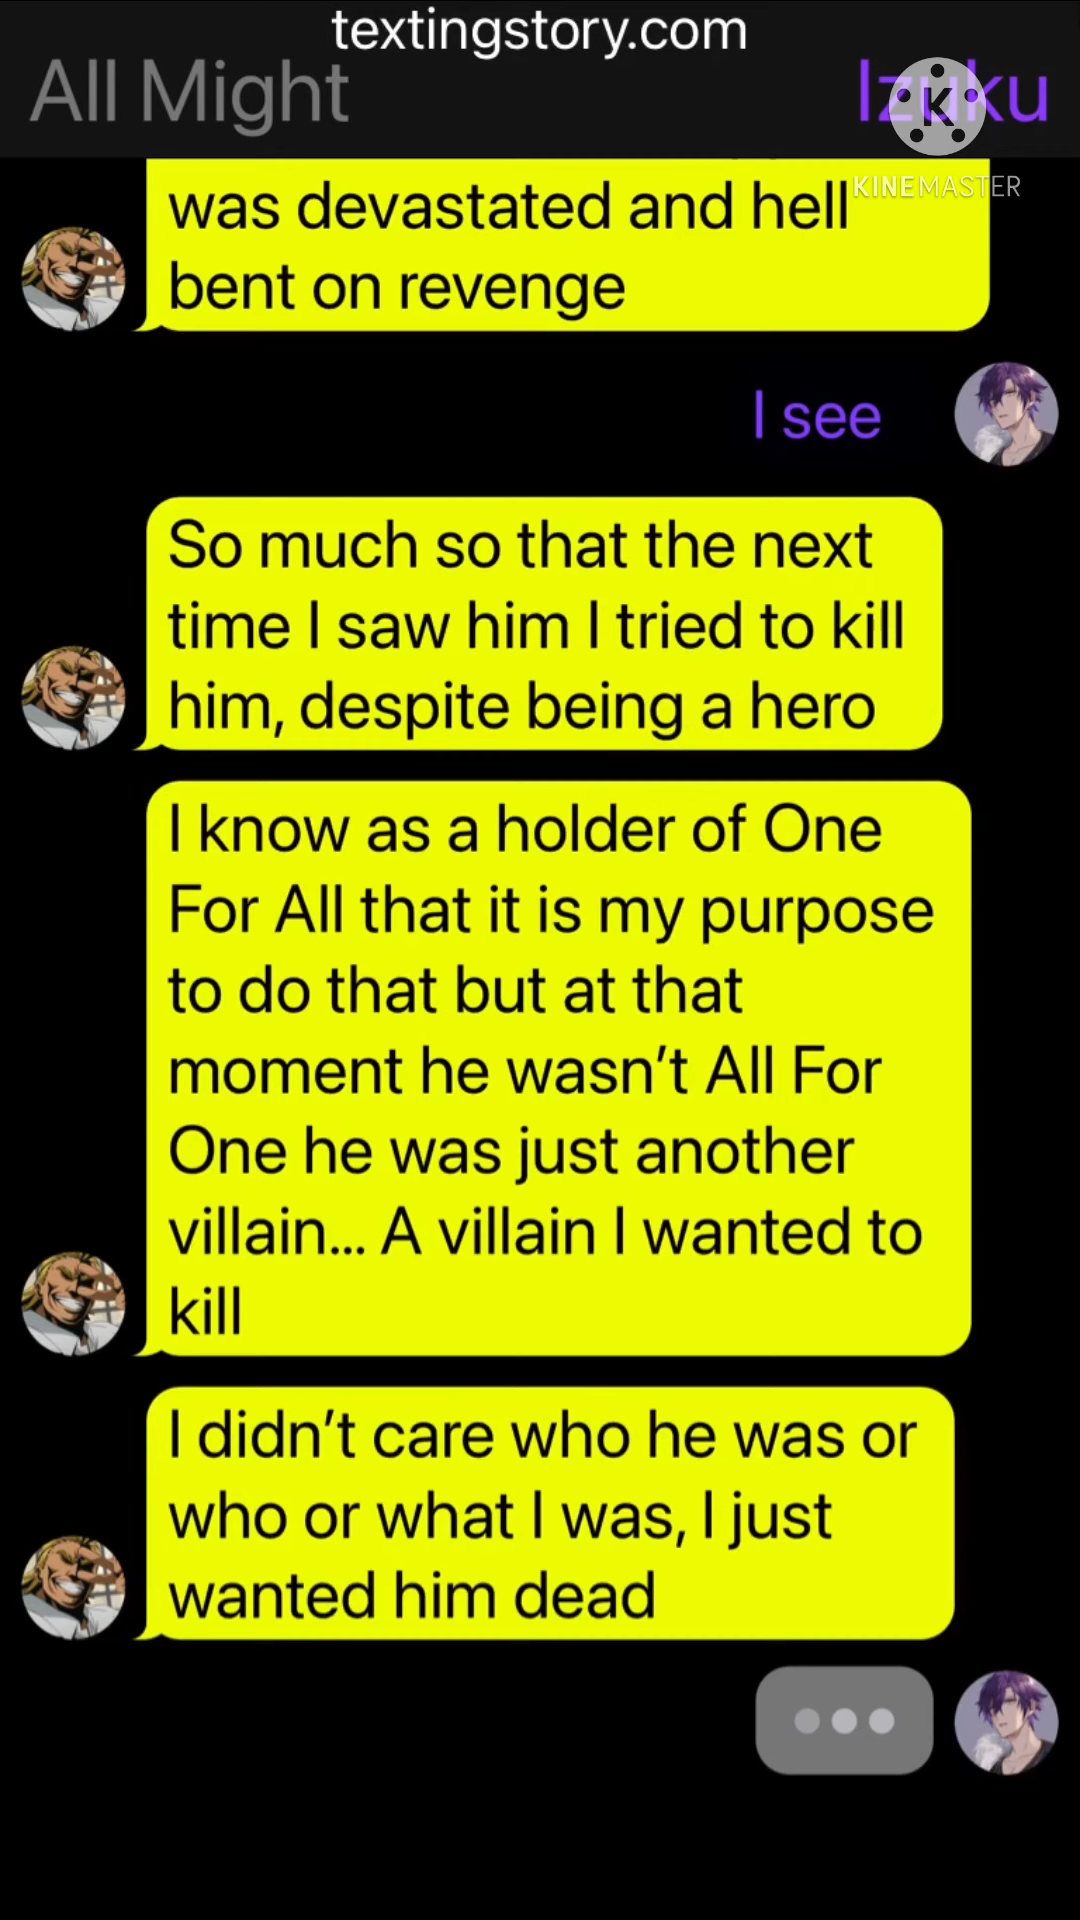 textingstory.com
All Might
Izuku
K
KINEMASTER
was devastated and hell
bent on revenge
I see
So much so that the next
time I saw him I tried to kill
him, despite being a hero
I know as a holder of One
For All that it is my purpose
to do that but at that
moment he wasn’t All For
One he was just another
villain... A villain I wanted to
kill
I didn’t care who he was or
who or what I was, I just
wanted him dead